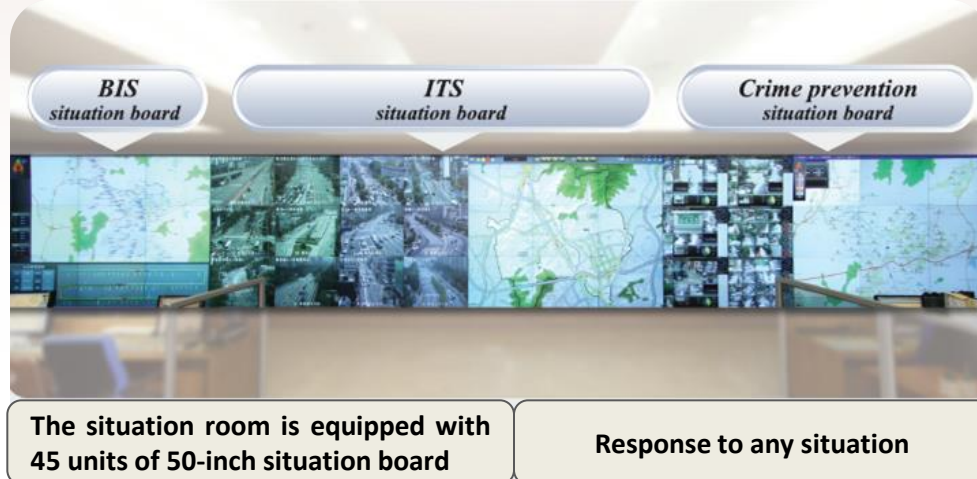 BIS
situation board
ITS
situation board
Crime prevention
situation board
The situation room is equipped with
45 units of 50-inch situation board
Response to any situation